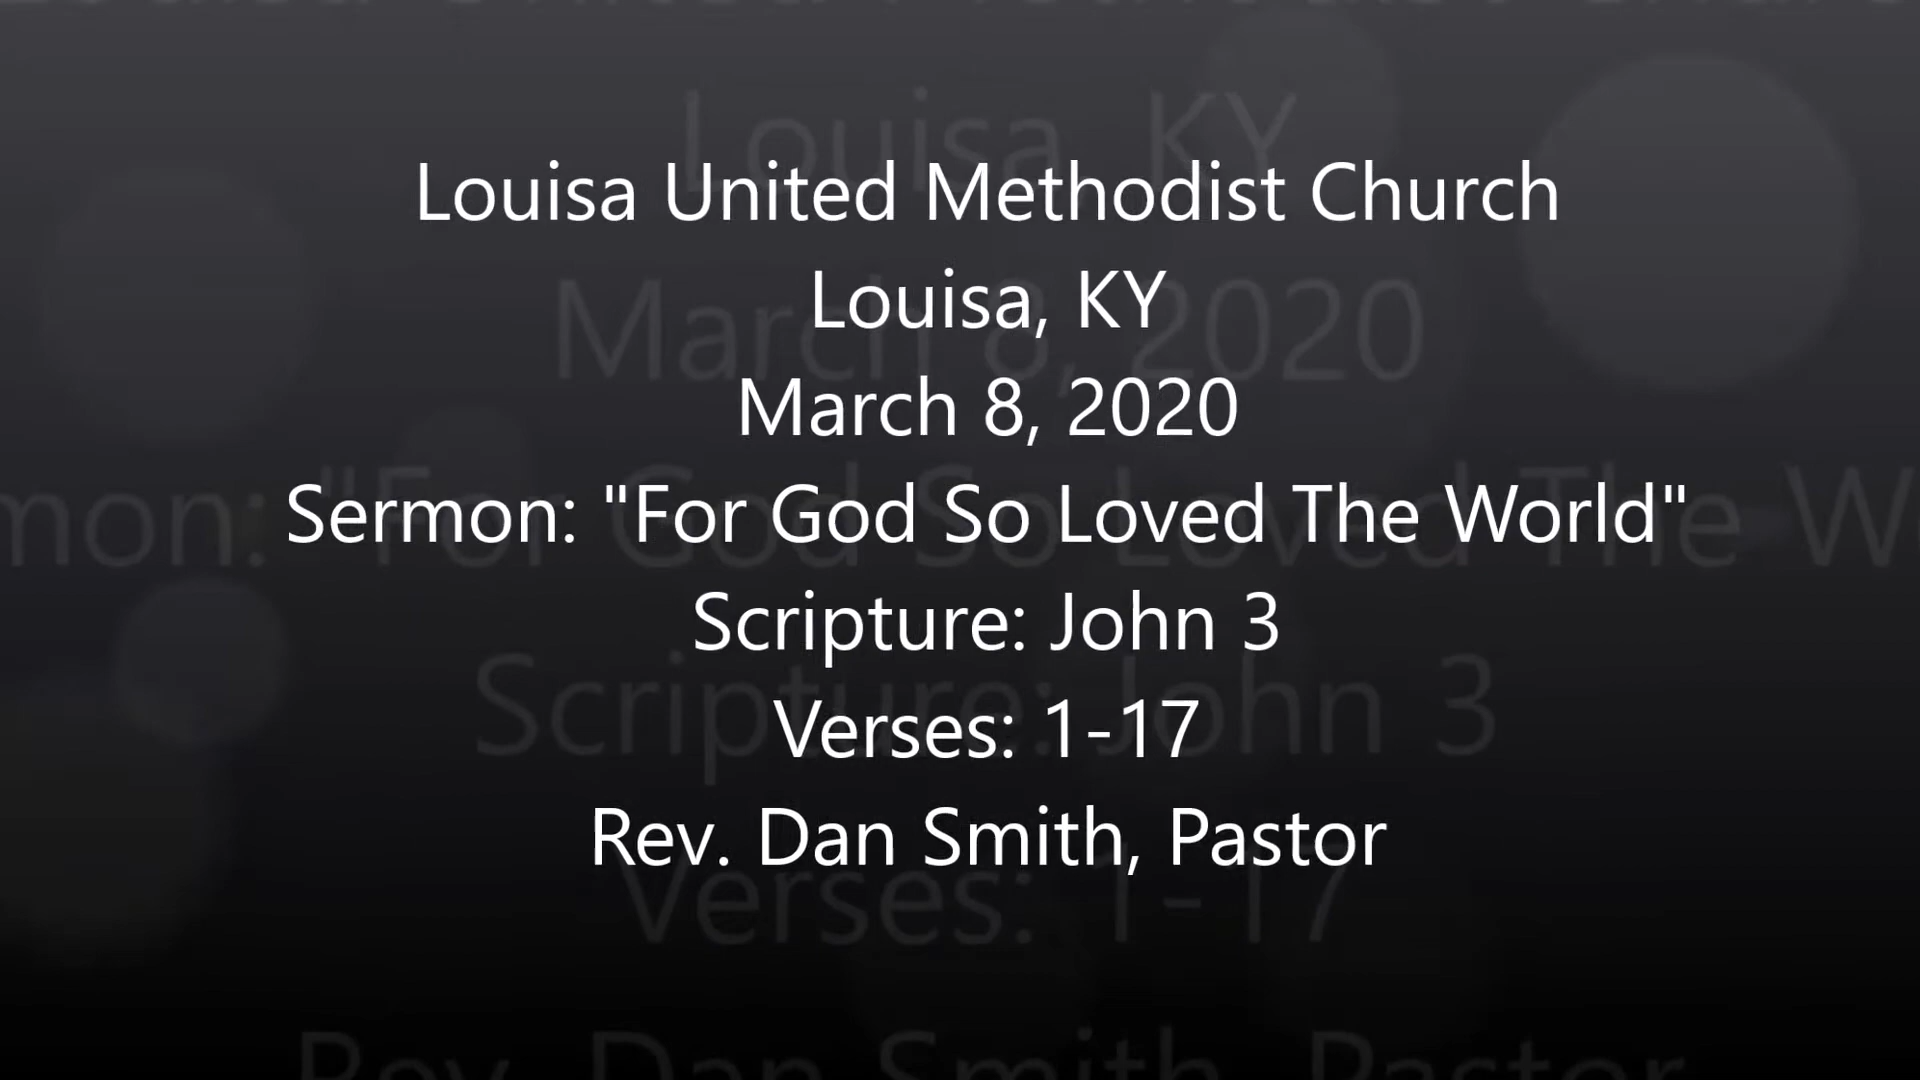 Louisa United Methodist Church
Louisa, KY
March 8, 2020
Sermon: "For God So Loved The World"
Scripture: John 3
Verses: 1-17
Rev. Dan Smith, Pastor